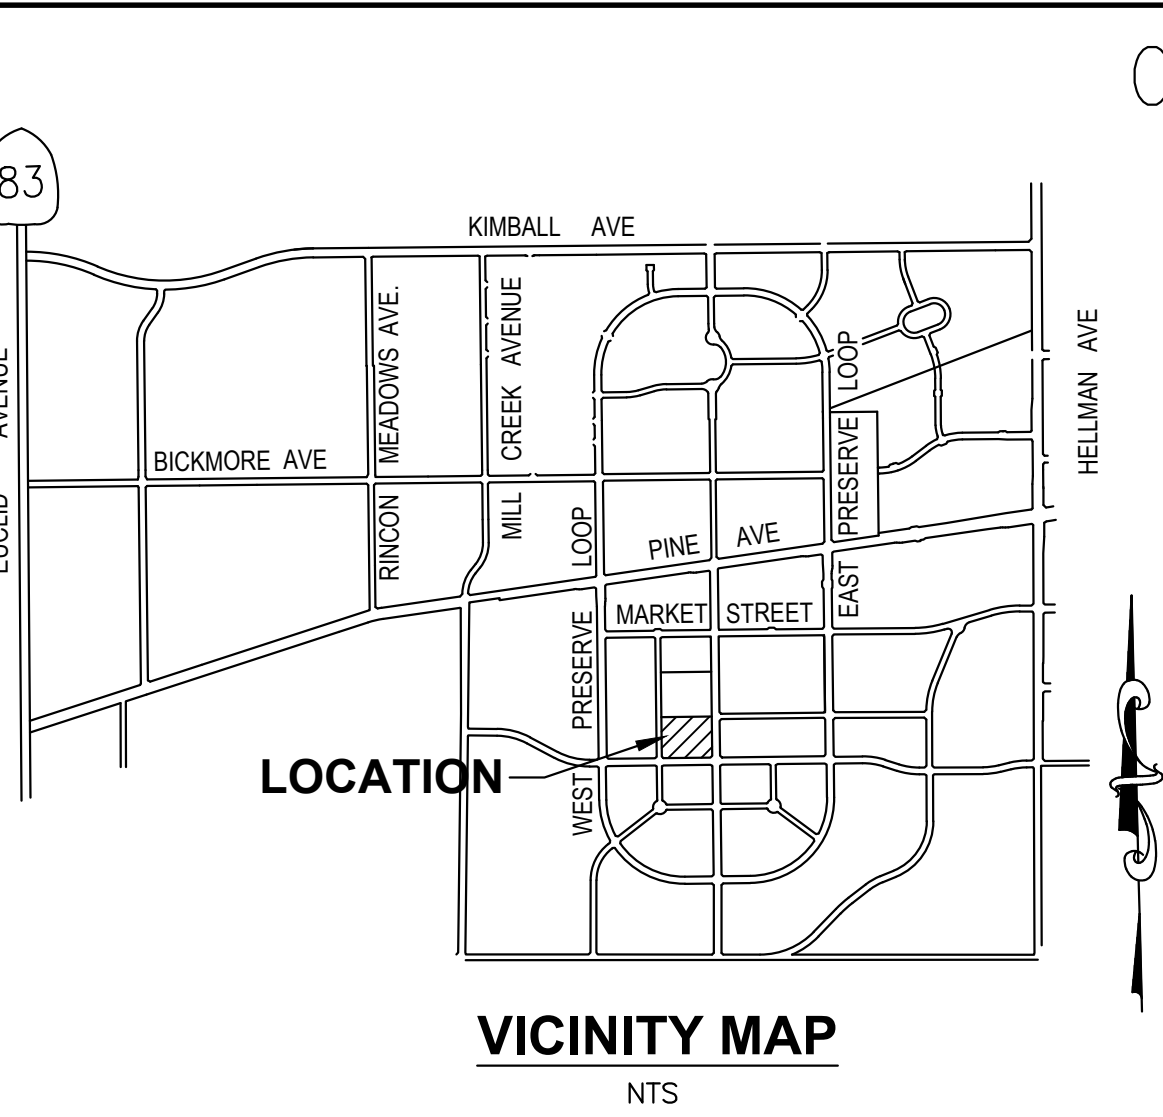 83
KIMBALL AVE
EUCLID AVENUE
RINCON MEADOWS AVE.
MILL CREEK AVENUE
HELLMAN AVE
BICKMORE AVE
WEST PRESERVE LOOP
EAST PRESERVE LOOP
PINE AVE
MARKET STREET
LOCATION
VICINITY MAP
NTS